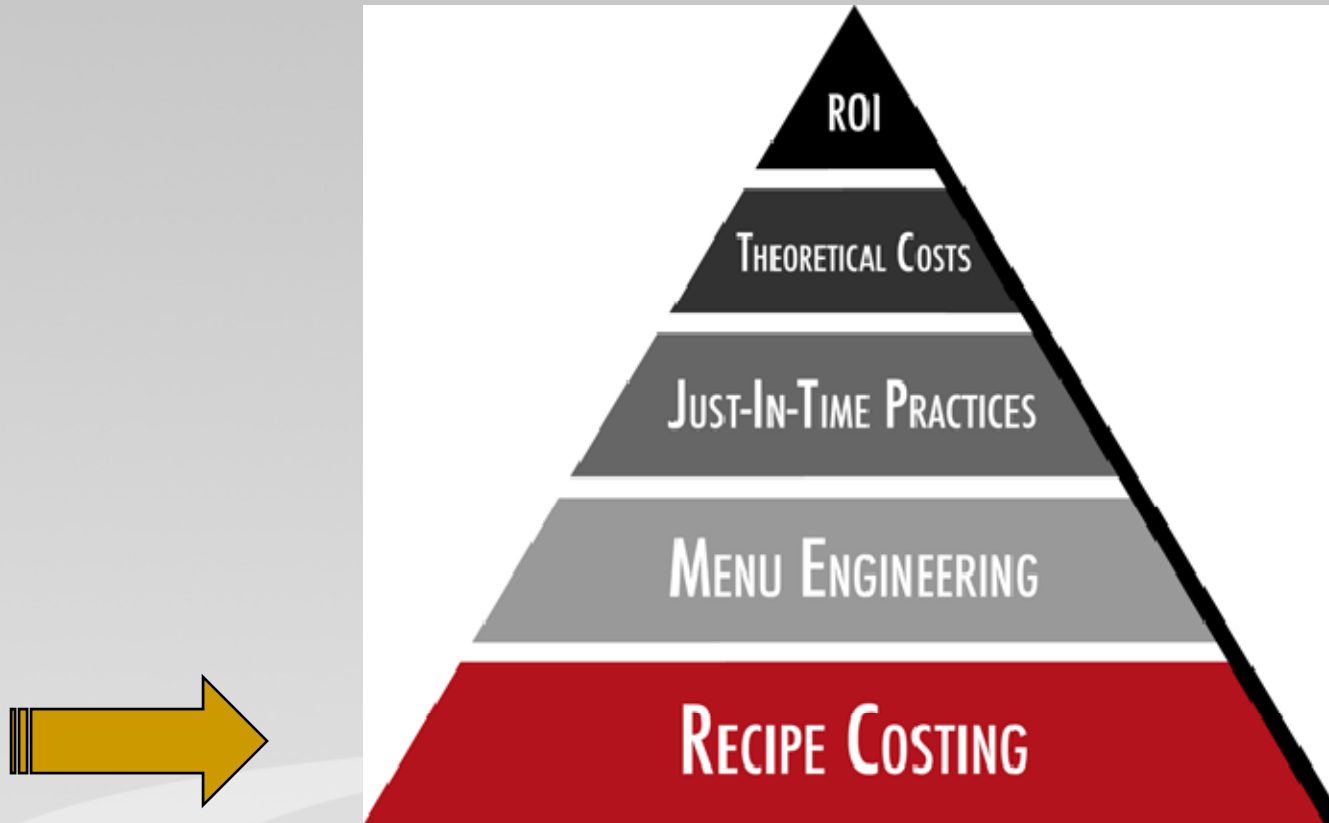 ROI
THEORETICAL COSTS
JUST-IN-TIME PRACTICES
MENU ENGINEERING
RECIPE COSTING